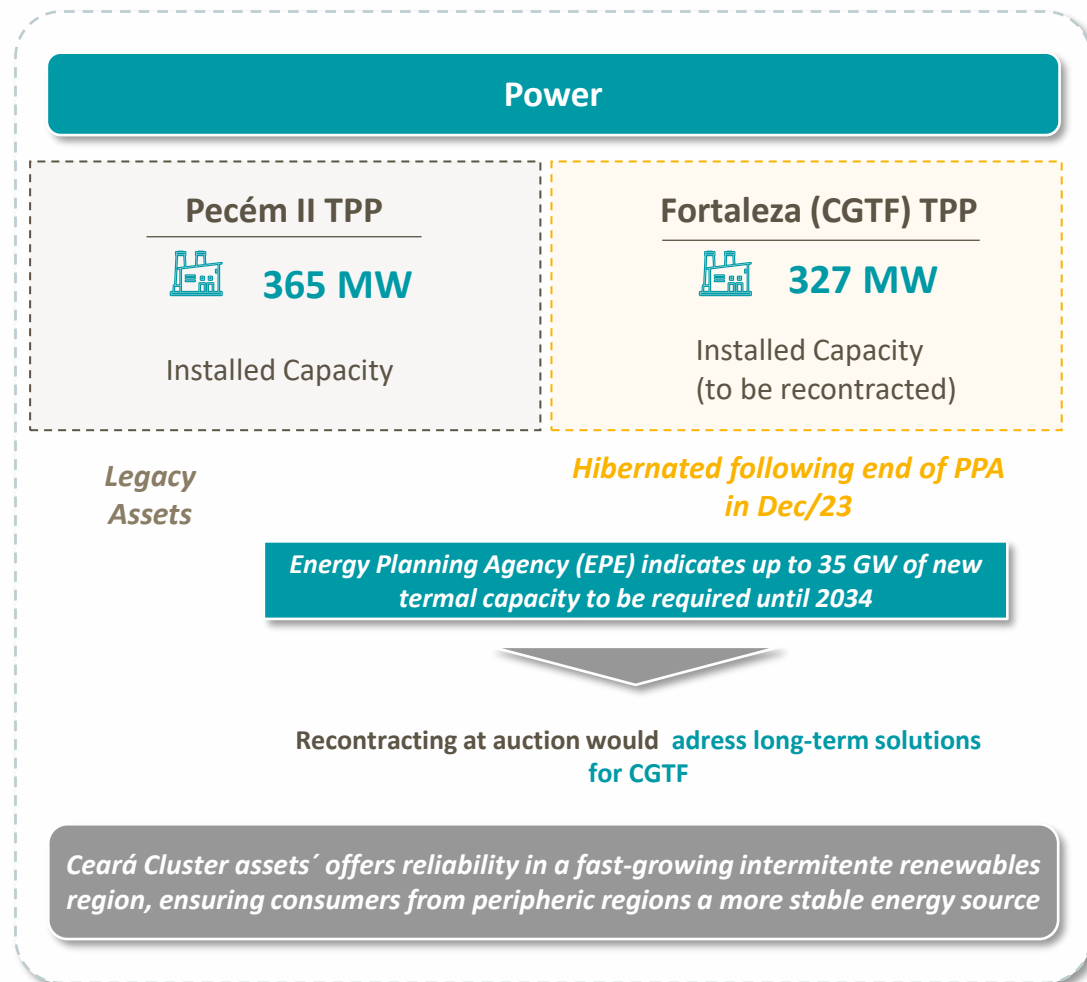 Power
Pecém II TPP
365 MW
Installed Capacity
Fortaleza (CGTF) TPP
327 MW
Installed Capacity
(to be recontracted)
Legacy
Assets
Hibernated following end of PPA
in Dec/23
Energy Planning Agency (EPE) indicates up to 35 GW of new
termal capacity to be required until 2034
Recontracting at auction would adress long-term solutions
for CGTF
Ceará Cluster assets´ offers reliability in a fast-growing intermitente renewables
region, ensuring consumers from peripheric regions a more stable energy source